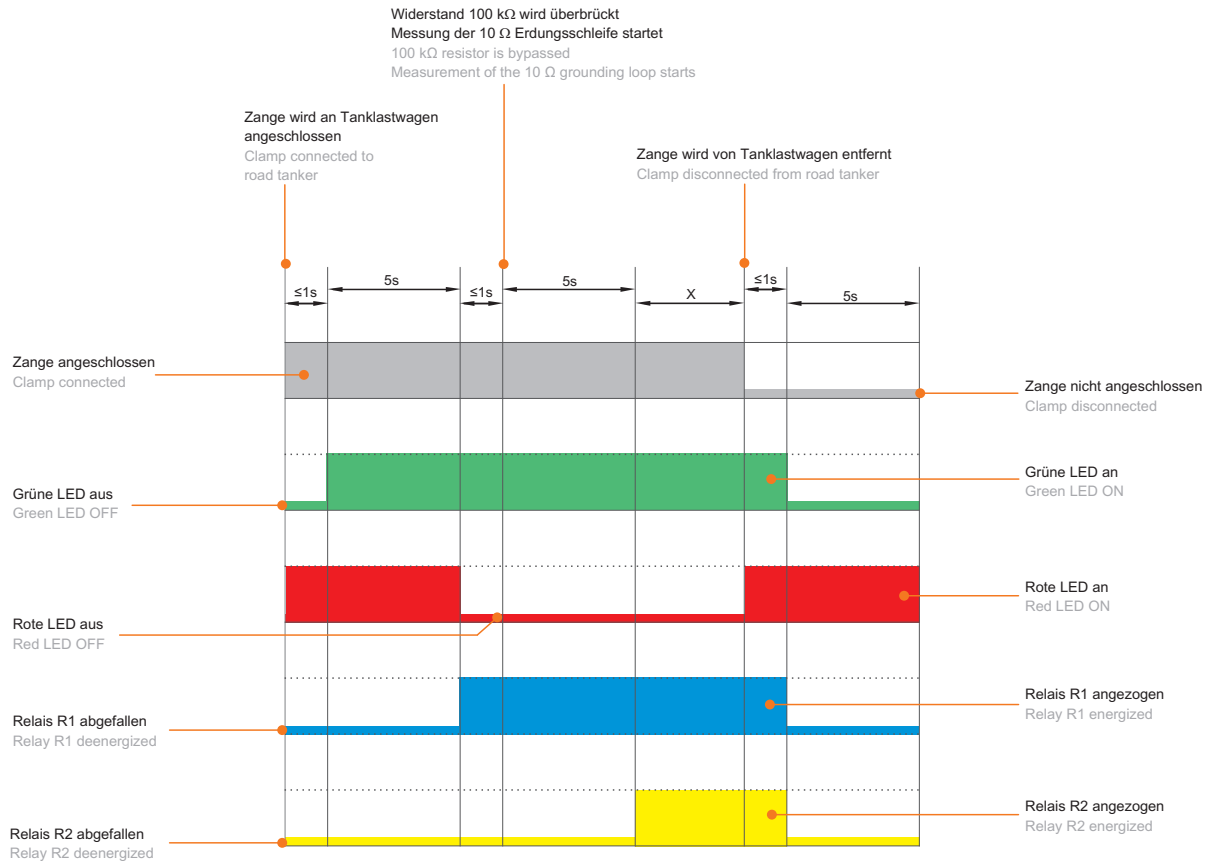 Widerstand 100 kΩ wird überbrückt
Messung der 10 Ω Erdungsschleife startet
100 kΩ resistor is bypassed
Measurement of the 10 Ω grounding loop starts
Zange wird an Tanklastwagen
angeschlossen
Clamp connected to
road tanker
Zange wird von Tanklastwagen entfernt
Clamp disconnected from road tanker
≤1s
5s
≤1s
5s
X
≤1s
5s
Zange angeschlossen
Clamp connected
Zange nicht angeschlossen
Clamp disconnected
Grüne LED aus
Green LED OFF
Grüne LED an
Green LED ON
Rote LED aus
Red LED OFF
Rote LED an
Red LED ON
Relais R1 abgefallen
Relay R1 deenergized
Relais R1 angezogen
Relay R1 energized
Relais R2 abgefallen
Relay R2 deenergized
Relais R2 angezogen
Relay R2 energized